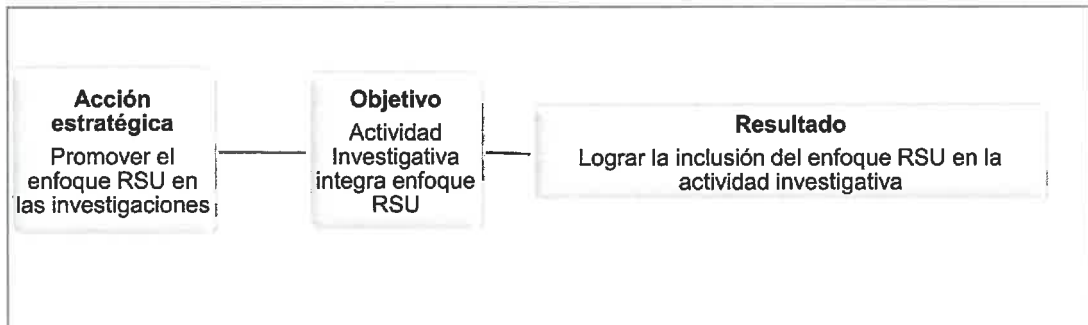 Acción
estratégica
Promover el
enfoque RSU en
las investigaciones
Objetivo
Actividad
Investigativa
integra enfoque
RSU
Resultado
Lograr la inclusión del enfoque RSU en la
actividad investigativa